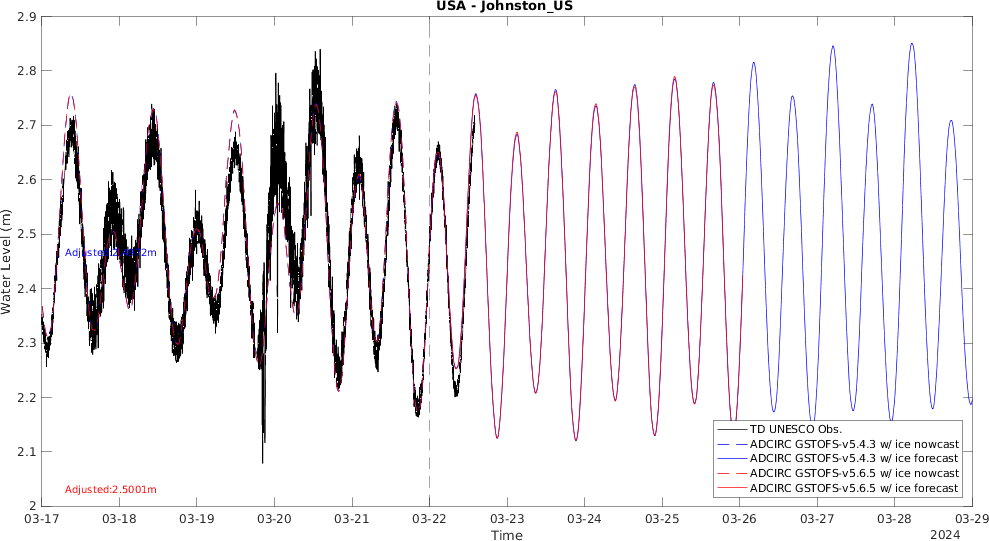 USA - Johnston_US
2.9
2.8
2.7
2.6
2.5
2.4
2.3
2.2
2.1
2
Water Level (m)
Adjusted:
Adjusted:2.5001m
TD UNESCO Obs.
ADCIRC GSTOFS-v5.4.3 w/ ice nowcast
ADCIRC GSTOFS-v5.4.3 w/ ice forecast
ADCIRC GSTOFS-v5.6.5 w/ ice nowcast
ADCIRC GSTOFS-v5.6.5 w/ ice forecast
03-17 03-18 03-19 03-20 03-21 03-22 03-23 03-24 03-25 03-26 03-27 03-28 03-29
Time
2024